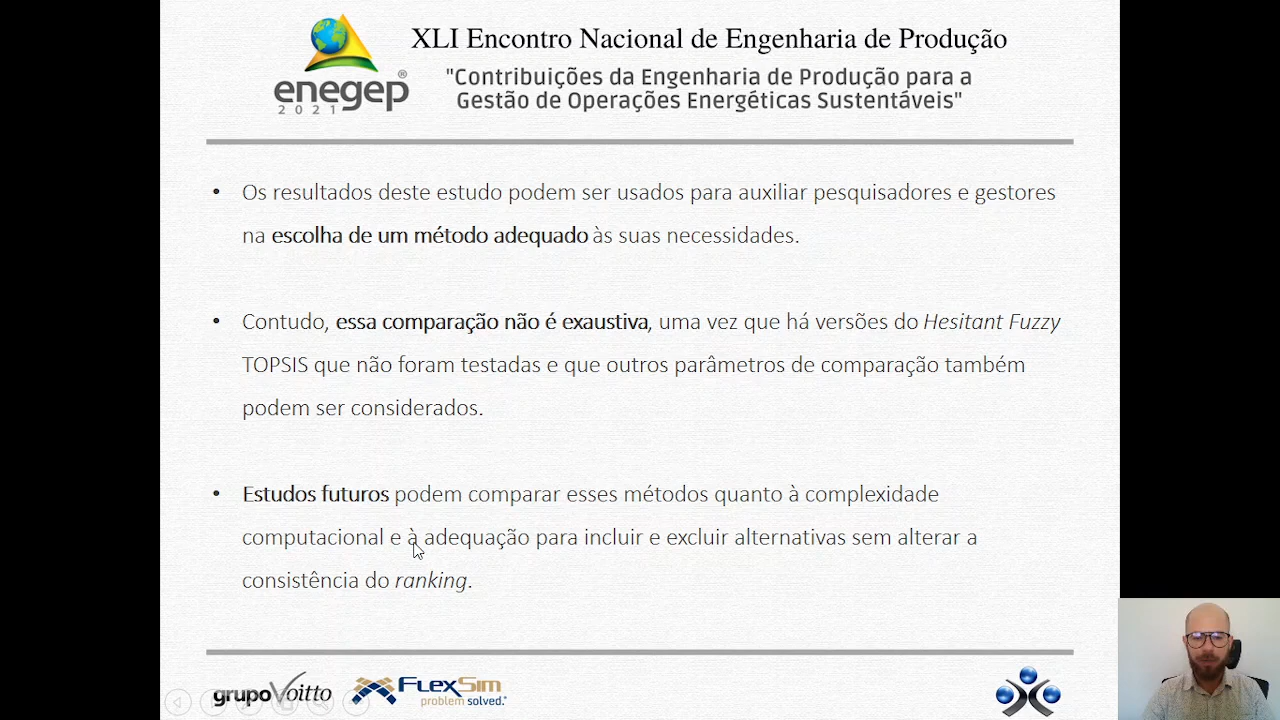 XLI Encontro Nacional de Engenharia de Produção
"Contribuições da Engenharia de Produção para a
Gestão de Operações Energéticas Sustentáveis"
enegep®
2021
• Os resultados deste estudo podem ser usados para auxiliar pesquisadores e gestores
na escolha de um método adequado às suas necessidades.
• Contudo, essa comparação não é exaustiva, uma vez que há versões do Hesitant Fuzzy
TOPSIS que não foram testadas e que outros parâmetros de comparação também
podem ser considerados.
• Estudos futuros podem comparar esses métodos quanto à complexidade
computacional e à adequação para incluir e excluir alternativas sem alterar a
consistência do ranking.
grupoVoitto
FlexSim
problem solved.®